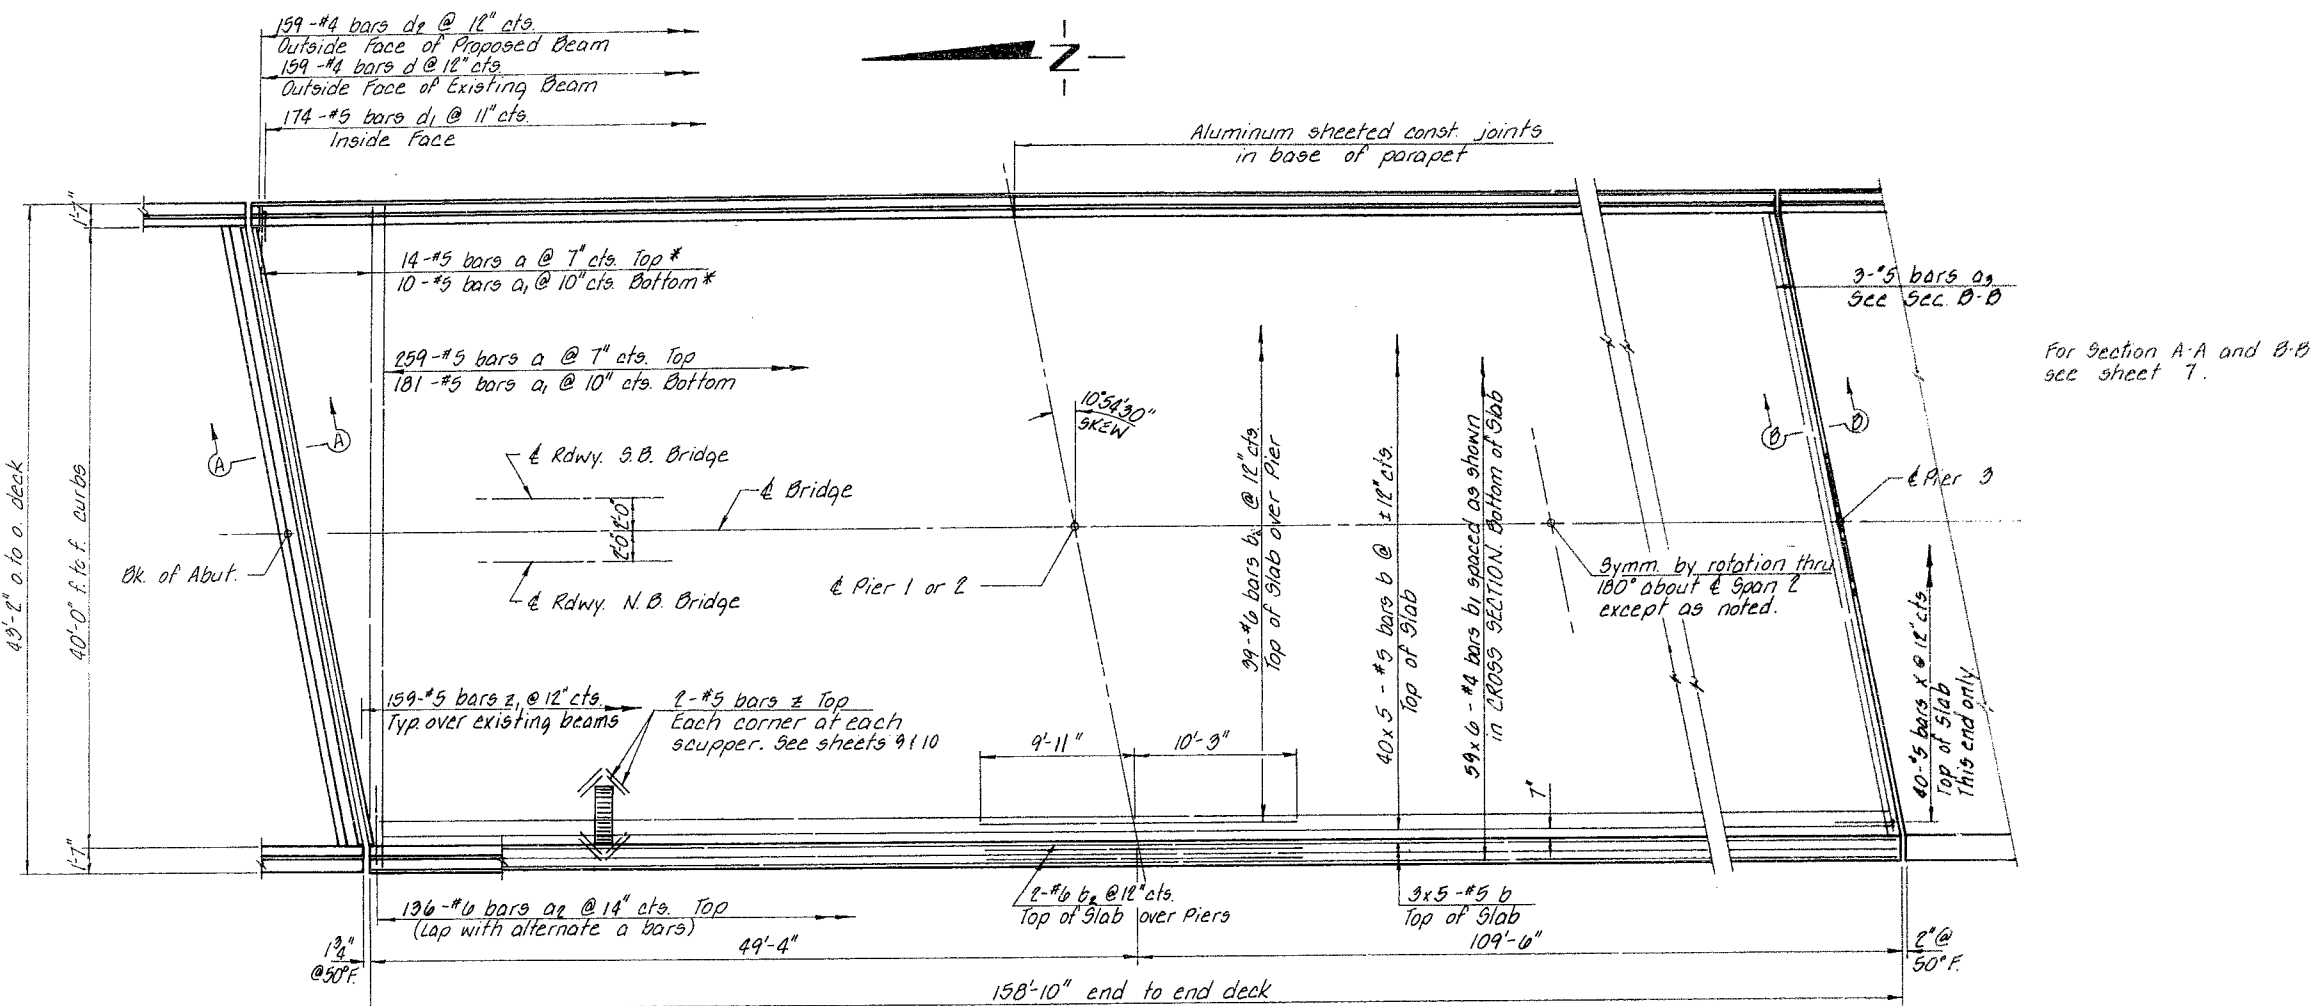 159-#4 bars d2 @ 12" cts.
Outside Face of Proposed Beam
159-#4 bars d @ 12" cts.
Outside Face of Existing Beam
174-#5 bars d1 @ 11" cts.
Inside Face
Z
Aluminum sheeted const. joints
in base of parapet
1'-7"
14-#5 bars a @ 7" cts. Top *
10-#5 bars a1 @ 10" cts. Bottom *
3-#5 bars a3
See Sec. B-B
259-#5 bars a @ 7" cts. Top
181-#5 bars a1 @ 10" cts. Bottom
For Section A-A and B-B
see sheet 7.
10°54'30"
SKEW
A
A
B
B
43'-2" o. to o. deck
40'-0" f. to f. curbs
℄ Rdwy. S.B. Bridge
℄ Bridge
2'-0"
2'-0"
℄ Rdwy. N.B. Bridge
Bk. of Abut.
℄ Pier 1 or 2
℄ Pier 3
39-#6 bars b2 @ 12" cts.
Top of Slab over Pier
40x5-#5 bars b @ ±12" cts.
Top of Slab
59x6-#4 bars b1 spaced as shown
in CROSS SECTION. Bottom of Slab
Symm. by rotation thru
180° about ℄ Span 2
except as noted.
40-#5 bars x @ 12" cts.
Top of Slab
This end only.
159-#5 bars z1 @ 12" cts.
Typ. over existing beams
2-#5 bars z Top
Each corner at each
scupper. See sheets 9 & 10
9'-11"
10'-3"
7"
1'-7"
136-#6 bars a2 @ 14" cts. Top
(Lap with alternate a bars)
2-#6 b2 @ 12" cts.
Top of Slab over Piers
3x5-#5 b
Top of Slab
1 3/4"
@ 50°F.
49'-4"
109'-6"
2" @
50°F.
158'-10" end to end deck